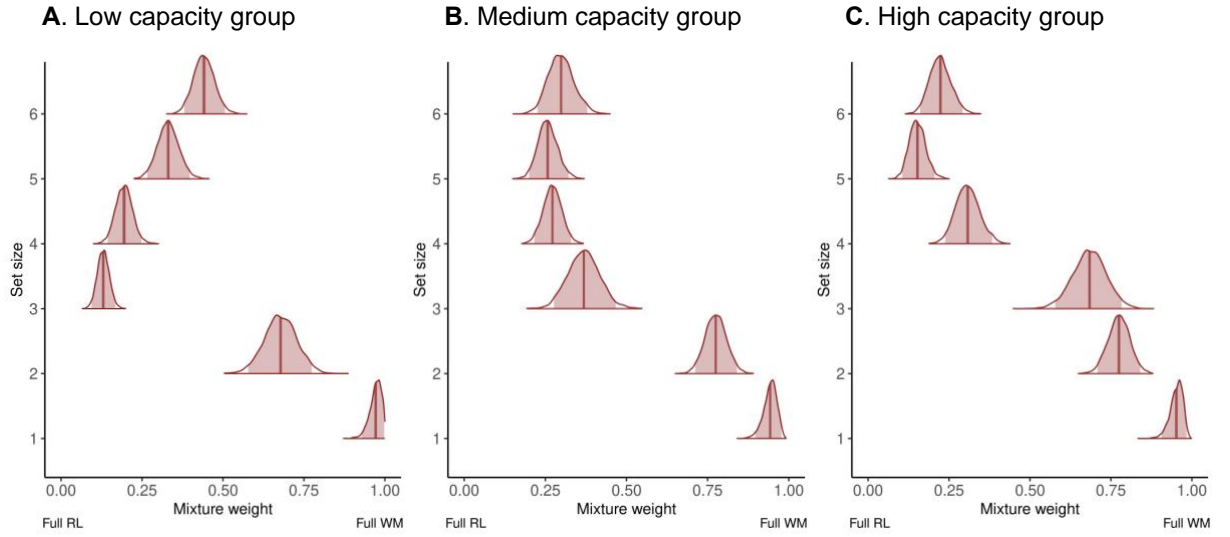 A. Low capacity group
Set size
6
5
4
3
2
1
0.00 0.25 0.50 0.75 1.00
Mixture weight
Full RL Full WM
B. Medium capacity group
Set size
6
5
4
3
2
1
0.00 0.25 0.50 0.75 1.00
Mixture weight
Full RL Full WM
C. High capacity group
Set size
6
5
4
3
2
1
0.00 0.25 0.50 0.75 1.00
Mixture weight
Full RL Full WM